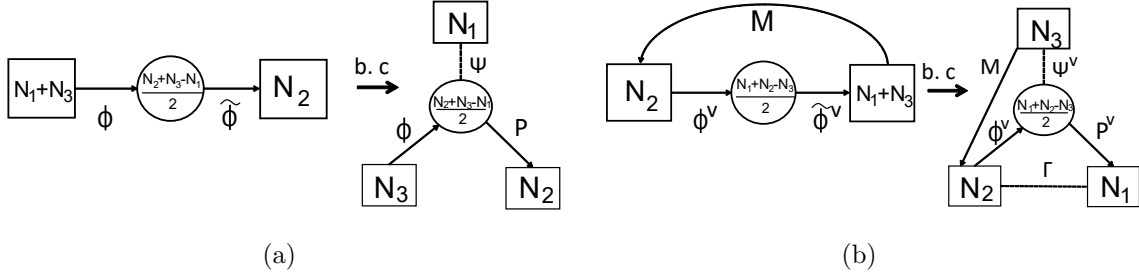 N₁+N₃
ϕ
N₂+N₃-N₁
2
ϕ̃
N₂
b. c
N₁
Ψ
N₂+N₃-N₁
2
ϕ
P
N₃
N₂
(a)
M
N₂
ϕᵛ
N₁+N₂-N₃
2
ϕ̃ᵛ
N₁+N₃
b. c
N₃
M
Ψᵛ
N₁+N₂-N₃
2
ϕᵛ
Pᵛ
N₂
Γ
N₁
(b)